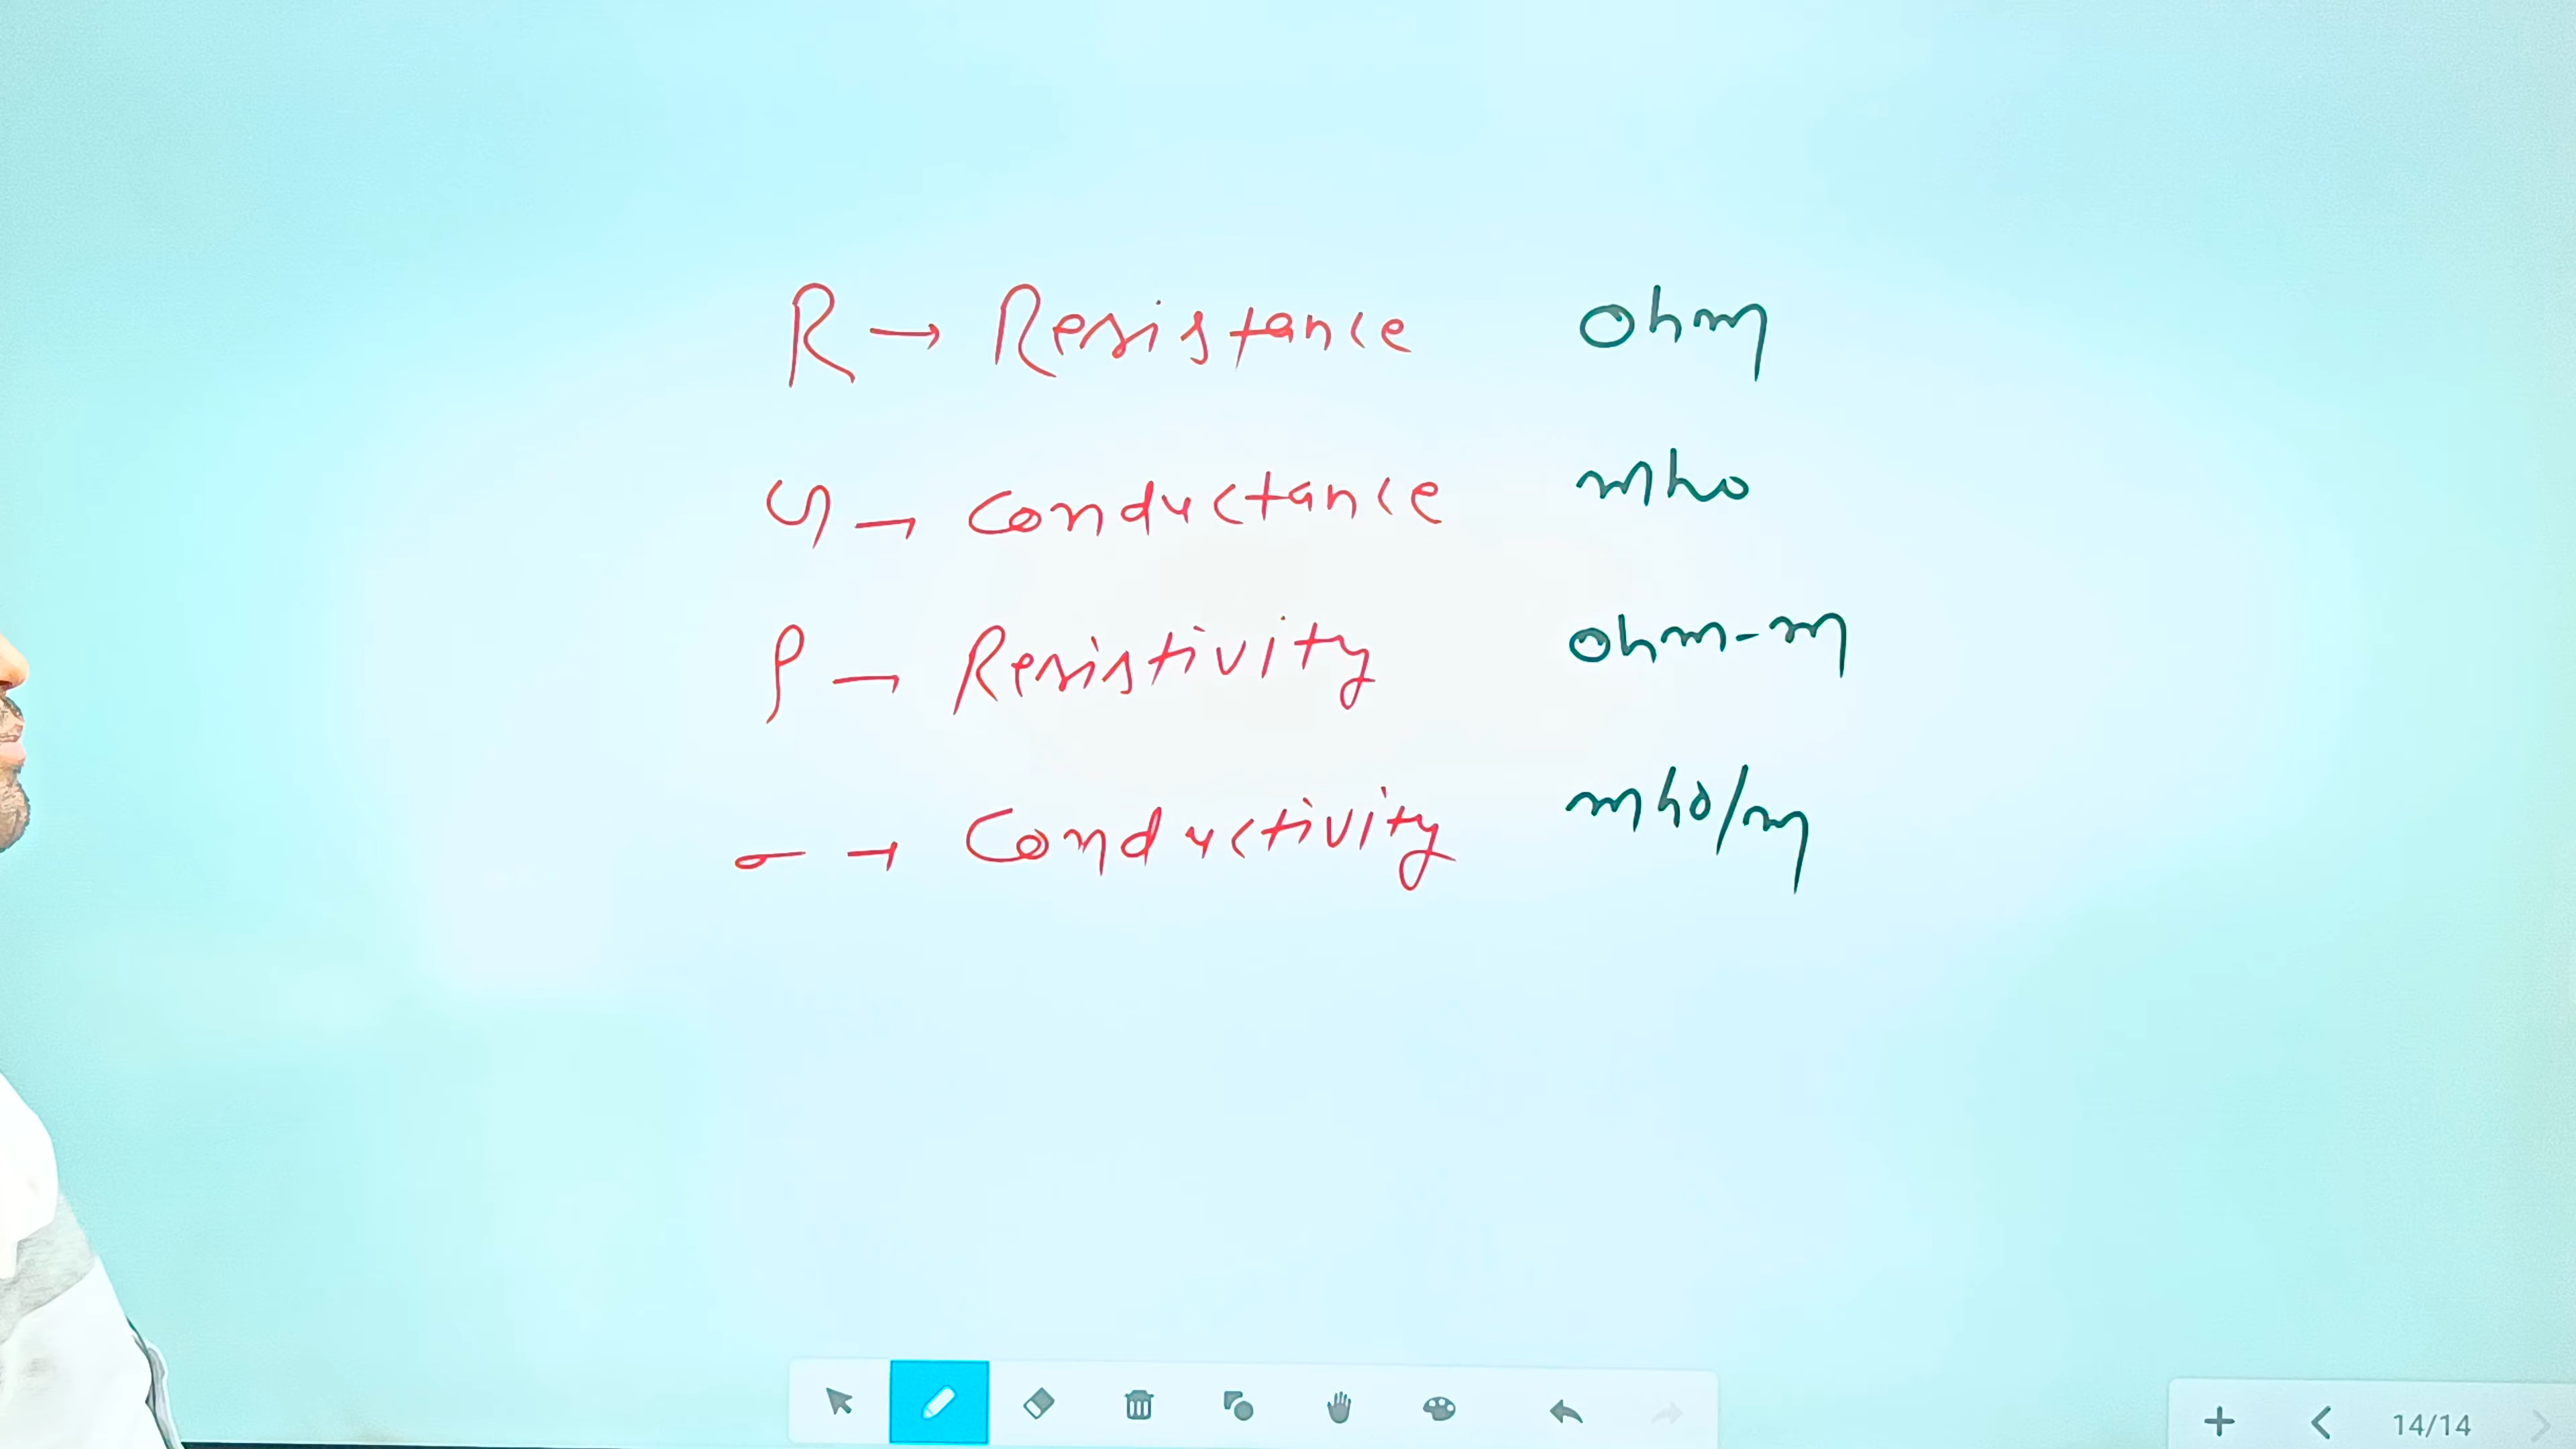 R → Resistance ohm
G → Conductance mho
ρ → Resistivity ohm-m
σ → Conductivity mho/m
14/14